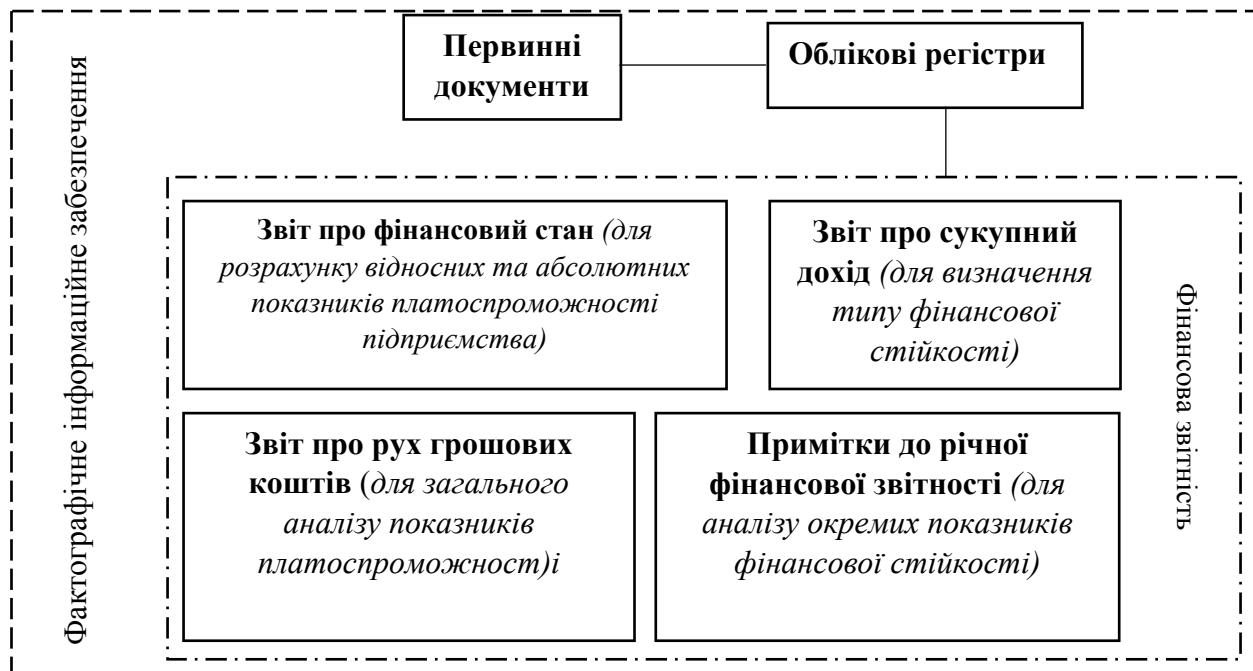 Фактографічне інформаційне забезпечення
Первинні
документи
Облікові регістри
Звіт про фінансовий стан (для
розрахунку відносних та абсолютних
показників платоспроможності
підприємства)
Звіт про сукупний
дохід (для визначення
типу фінансової
стійкості)
Звіт про рух грошових
коштів (для загального
аналізу показників
платоспроможност)і
Примітки до річної
фінансової звітності (для
аналізу окремих показників
фінансової стійкості)
Фінансова звітність